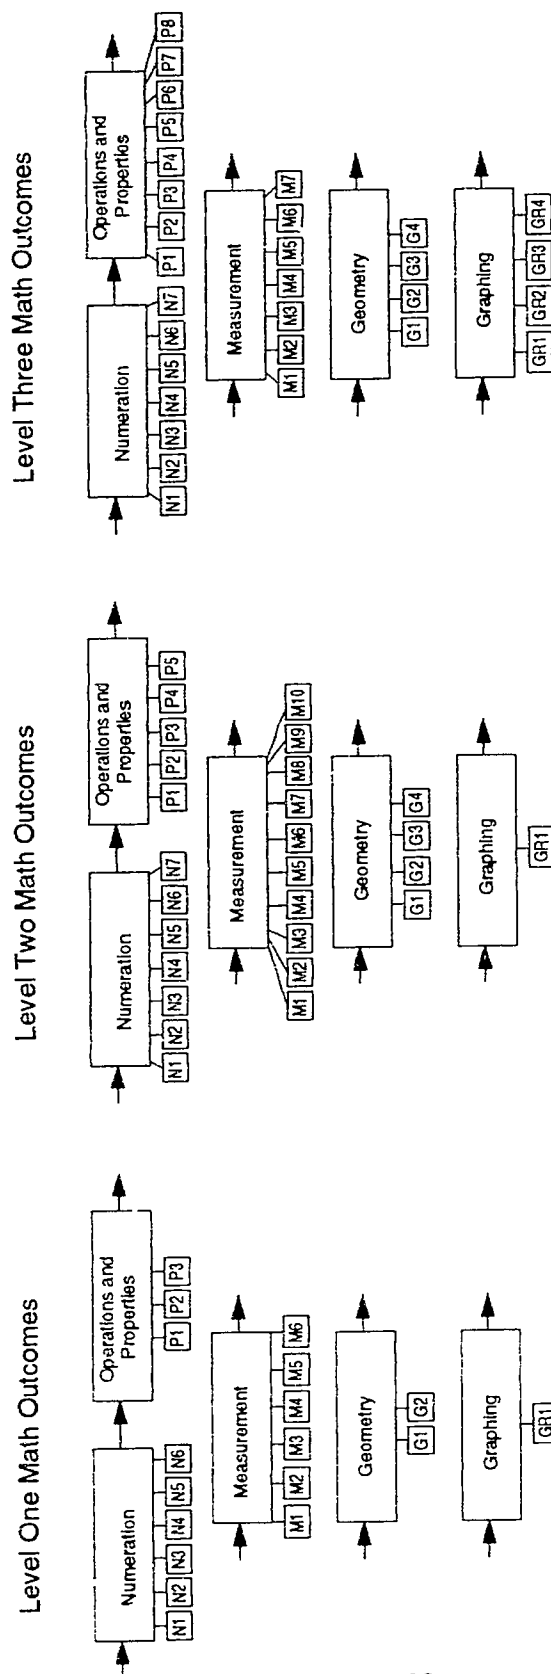 Level One Math Outcomes
Numeration
N1 N2 N3 N4 N5 N6
Operations and
Properties
P1 P2 P3
Measurement
M1 M2 M3 M4 M5 M6
Geometry
G1 G2
Graphing
GR1
Level Two Math Outcomes
Numeration
N1 N2 N3 N4 N5 N6 N7
Operations and
Properties
P1 P2 P3 P4 P5
Measurement
M1 M2 M3 M4 M5 M6 M7 M8 M9 M10
Geometry
G1 G2 G3 G4
Graphing
GR1
Level Three Math Outcomes
Numeration
N1 N2 N3 N4 N5 N6 N7
Operations and
Properties
P1 P2 P3 P4 P5 P6 P7 P8
Measurement
M1 M2 M3 M4 M5 M6 M7
Geometry
G1 G2 G3 G4
Graphing
GR1 GR2 GR3 GR4